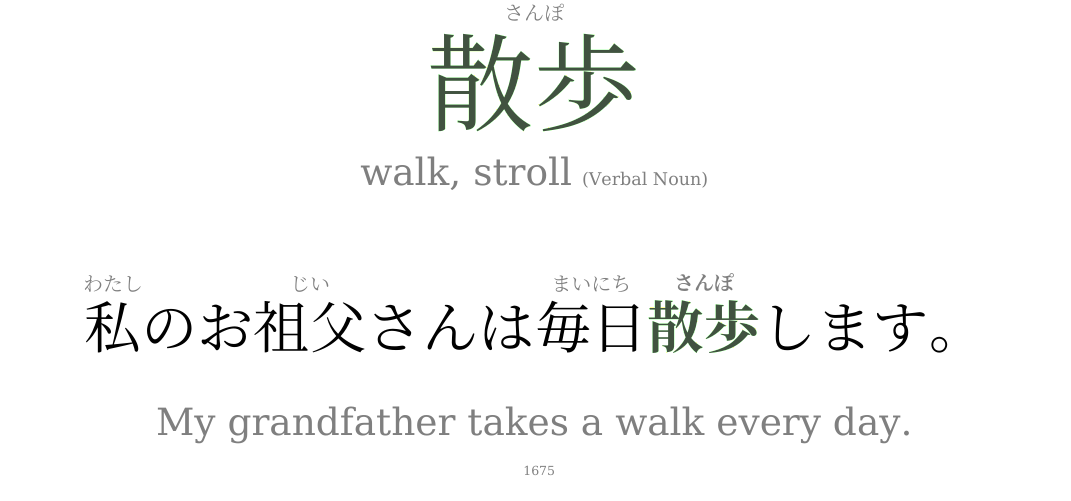 さんぽ
散歩
walk, stroll (Verbal Noun)
わたし じい まいにち さんぽ
私のお祖父さんは毎日散歩します。
My grandfather takes a walk every day.
1675